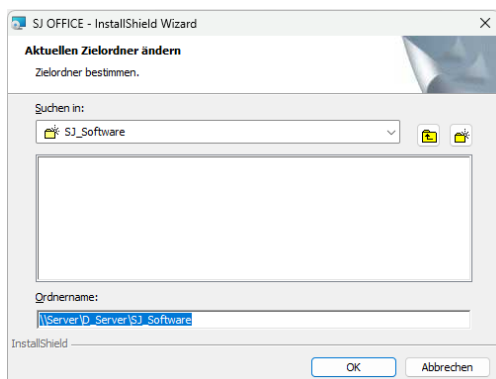 SJ OFFICE - InstallShield Wizard
Aktuellen Zielordner ändern
Zielordner bestimmen.
Suchen in:
SJ_Software
Ordnername:
\\Server\D_Server\SJ_Software
InstallShield
OK
Abbrechen